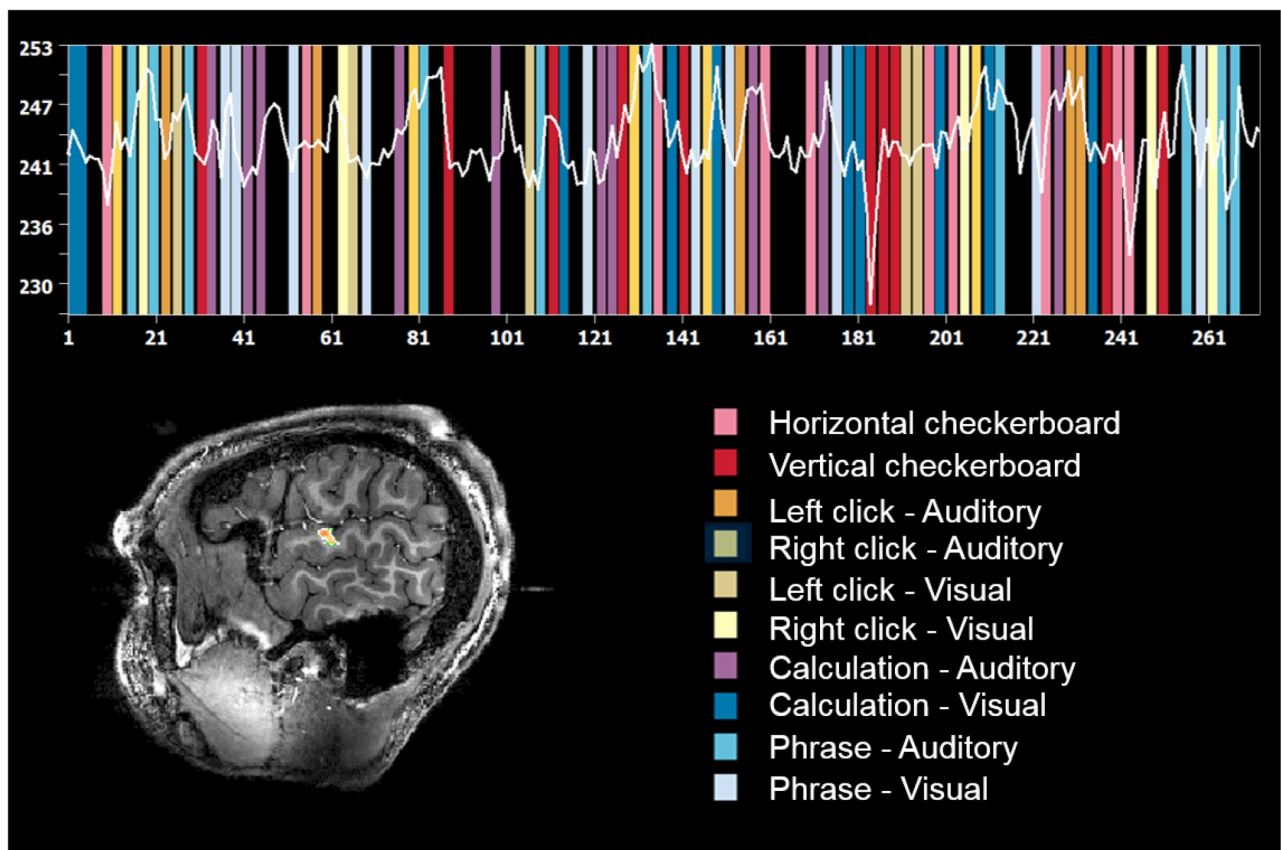 253
247
241
236
230
1 21 41 61 81 101 121 141 161 181 201 221 241 261
Horizontal checkerboard
Vertical checkerboard
Left click - Auditory
Right click - Auditory
Left click - Visual
Right click - Visual
Calculation - Auditory
Calculation - Visual
Phrase - Auditory
Phrase - Visual